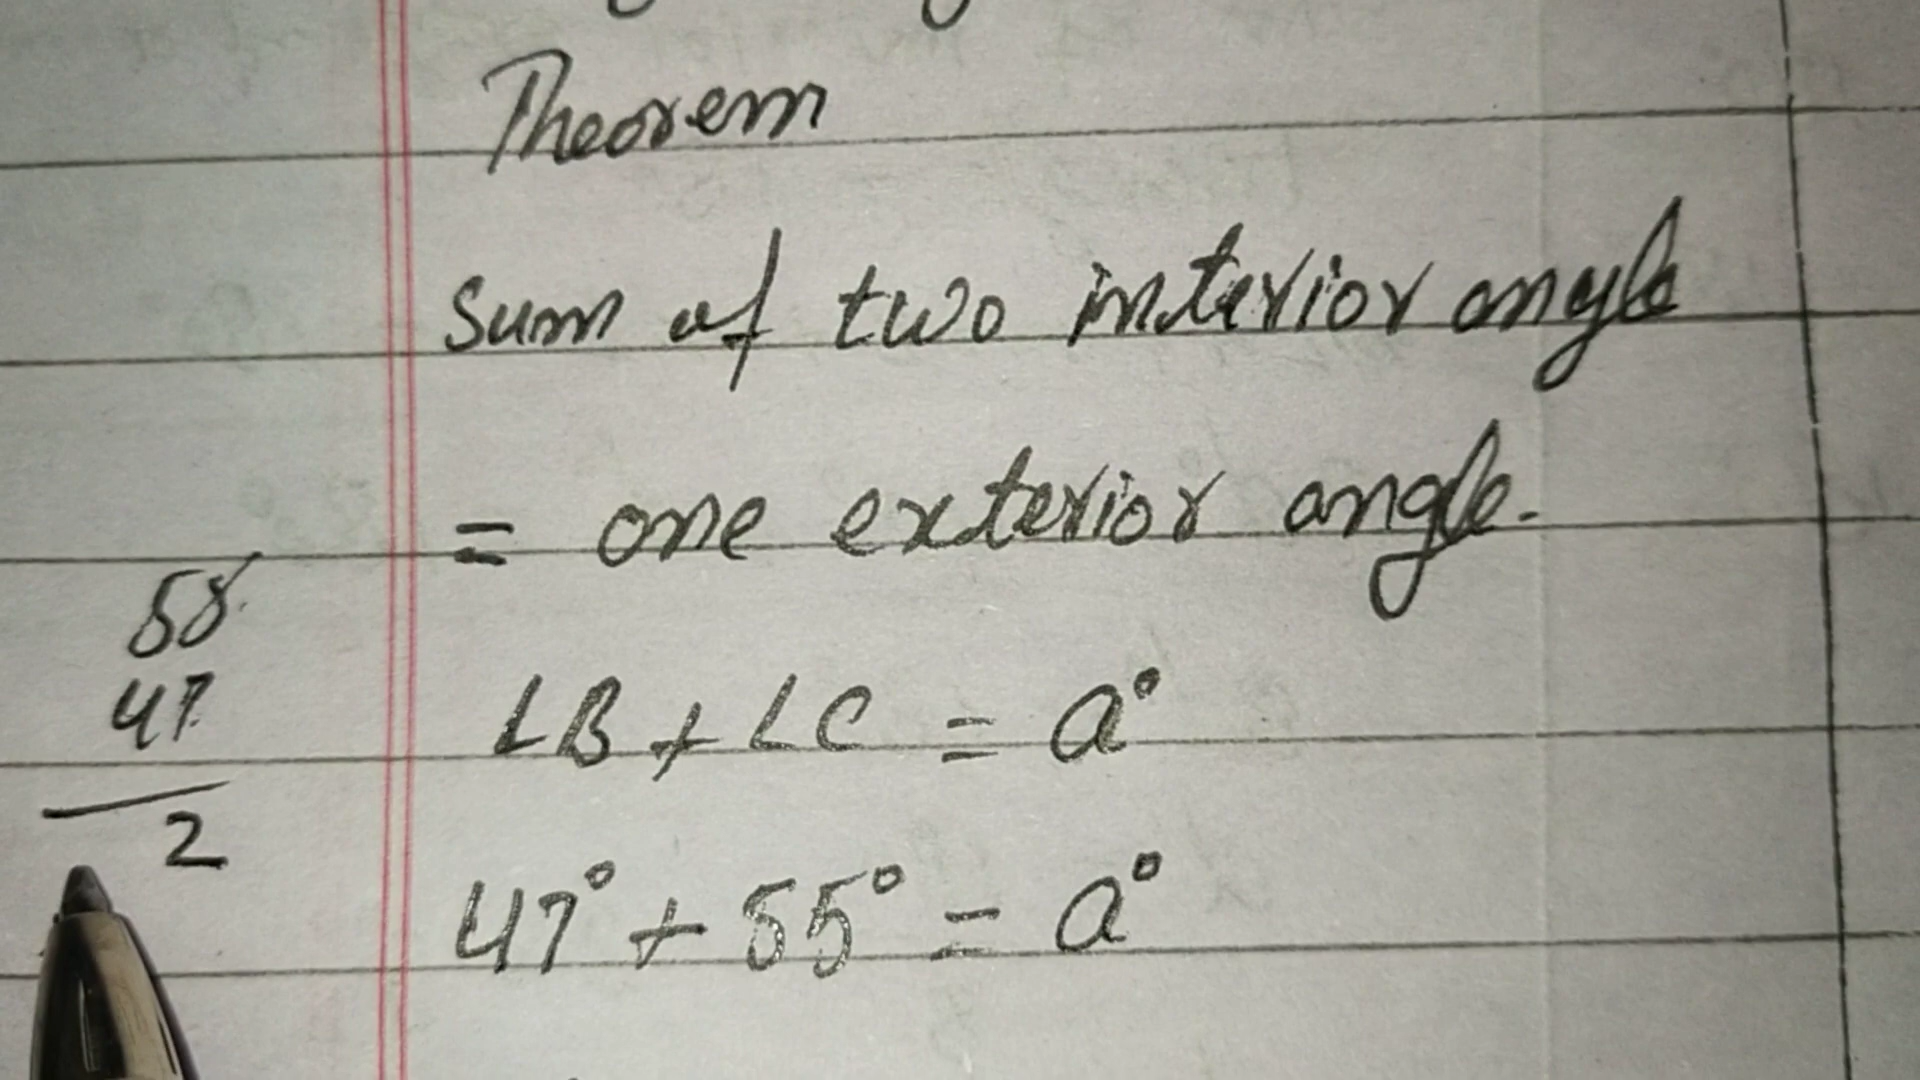 Theorem
Sum of two interior angle
= one exterior angle.
55
47
2
∠B + ∠C = a°
47° + 55° = a°